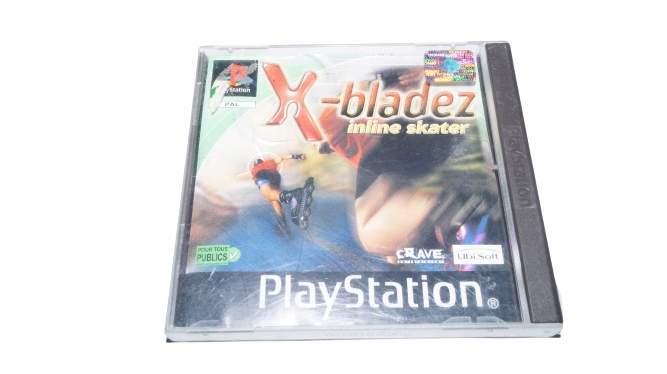 PlayStation
PAL
X-bladez
inline skater
PlayStation
POUR TOUS
PUBLICS
CRAVE
Ubi Soft
PlayStation®